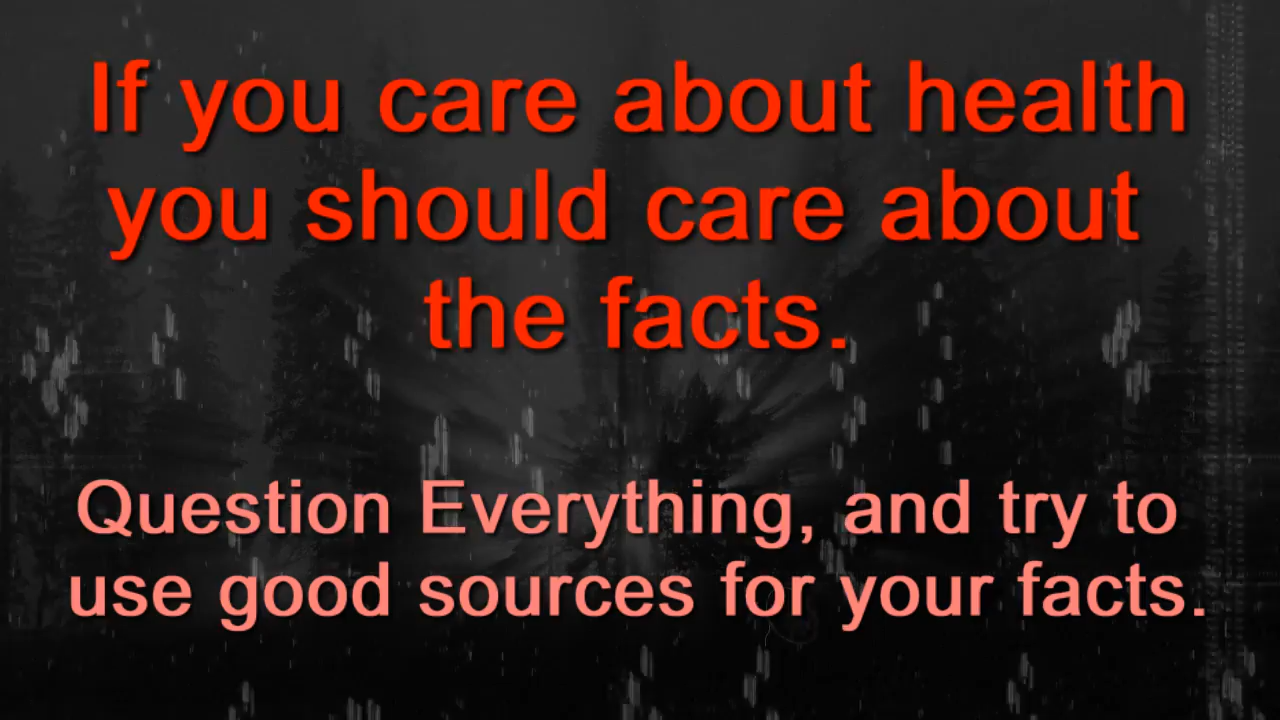 If you care about health
you should care about
the facts.
Question Everything, and try to
use good sources for your facts.